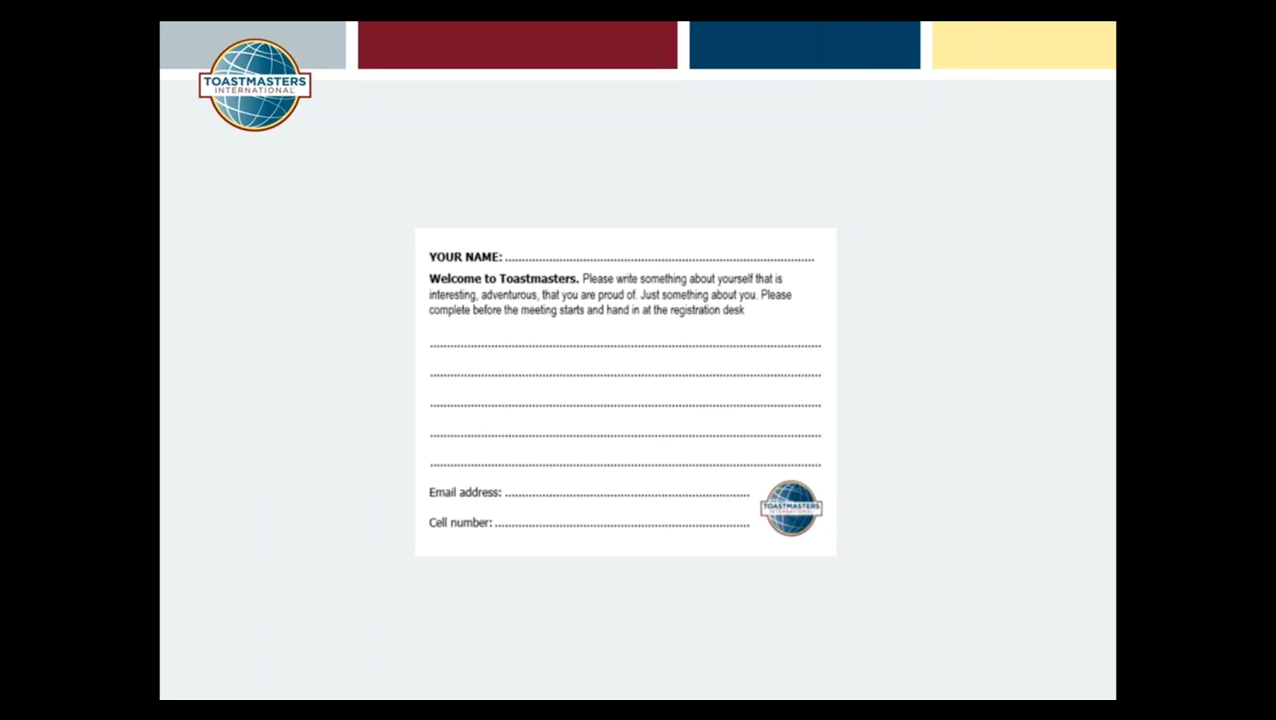 TOASTMASTERS
INTERNATIONAL
YOUR NAME:
Welcome to Toastmasters. Please write something about yourself that is
interesting, adventurous, that you are proud of. Just something about you. Please
complete before the meeting starts and hand in at the registration desk
Email address:
Cell number:
TOASTMASTERS
INTERNATIONAL